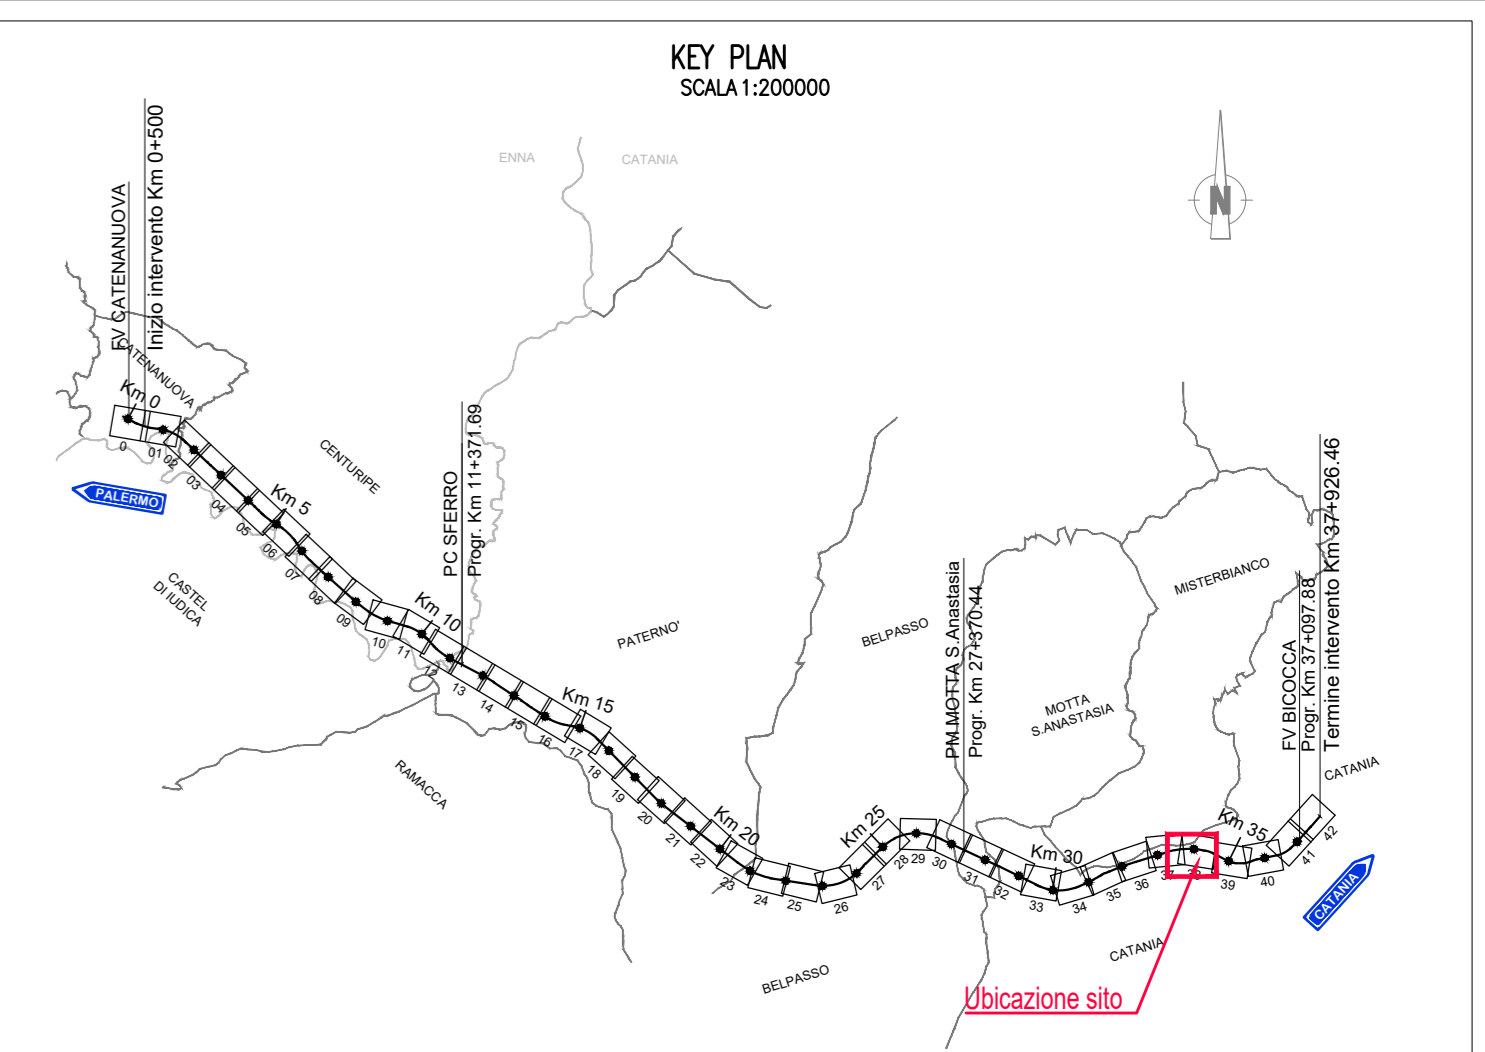 KEY PLAN
SCALA 1:200000
ENNA
CATANIA
FV CATENANUOVA
Inizio intervento Km 0+500
N
CATENANUOVA
Km 0
0
01
02
03
04
05
06
07
08
09
10
11
12
13
14
15
16
17
18
19
20
21
22
23
24
25
26
27
28
29
30
31
32
33
34
35
36
37
38
39
40
41
42
PALERMO
CENTURIPE
Km 5
PC SFERRO
Progr. Km 11+371.69
CASTEL
DI IUDICA
Km 10
PATERNO'
Km 15
RAMACCA
Km 20
BELPASSO
Km 25
PM MOTTA S.Anastasia
Progr. Km 27+370.44
MISTERBIANCO
MOTTA
S.ANASTASIA
FV BICOCCA
Progr. Km 37+097.88
Termine intervento Km 37+926.46
CATANIA
Km 30
Km 35
CATANIA
CATANIA
BELPASSO
Ubicazione sito